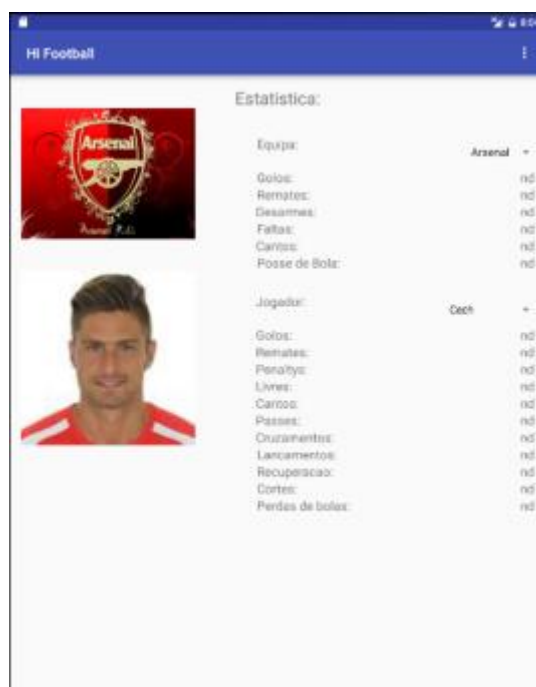 Hi Football
Estatistica:
Arsenal
Equipa:
Arsenal
Golos: nd
Remates: nd
Desarmes: nd
Faltas: nd
Cantos: nd
Posse de Bola: nd
Jogador:
Cech
Golos: nd
Remates: nd
Penaltys: nd
Livres: nd
Cantos: nd
Passes: nd
Cruzamentos: nd
Lancamentos: nd
Recuperacao: nd
Cortes: nd
Perdas de bolas: nd